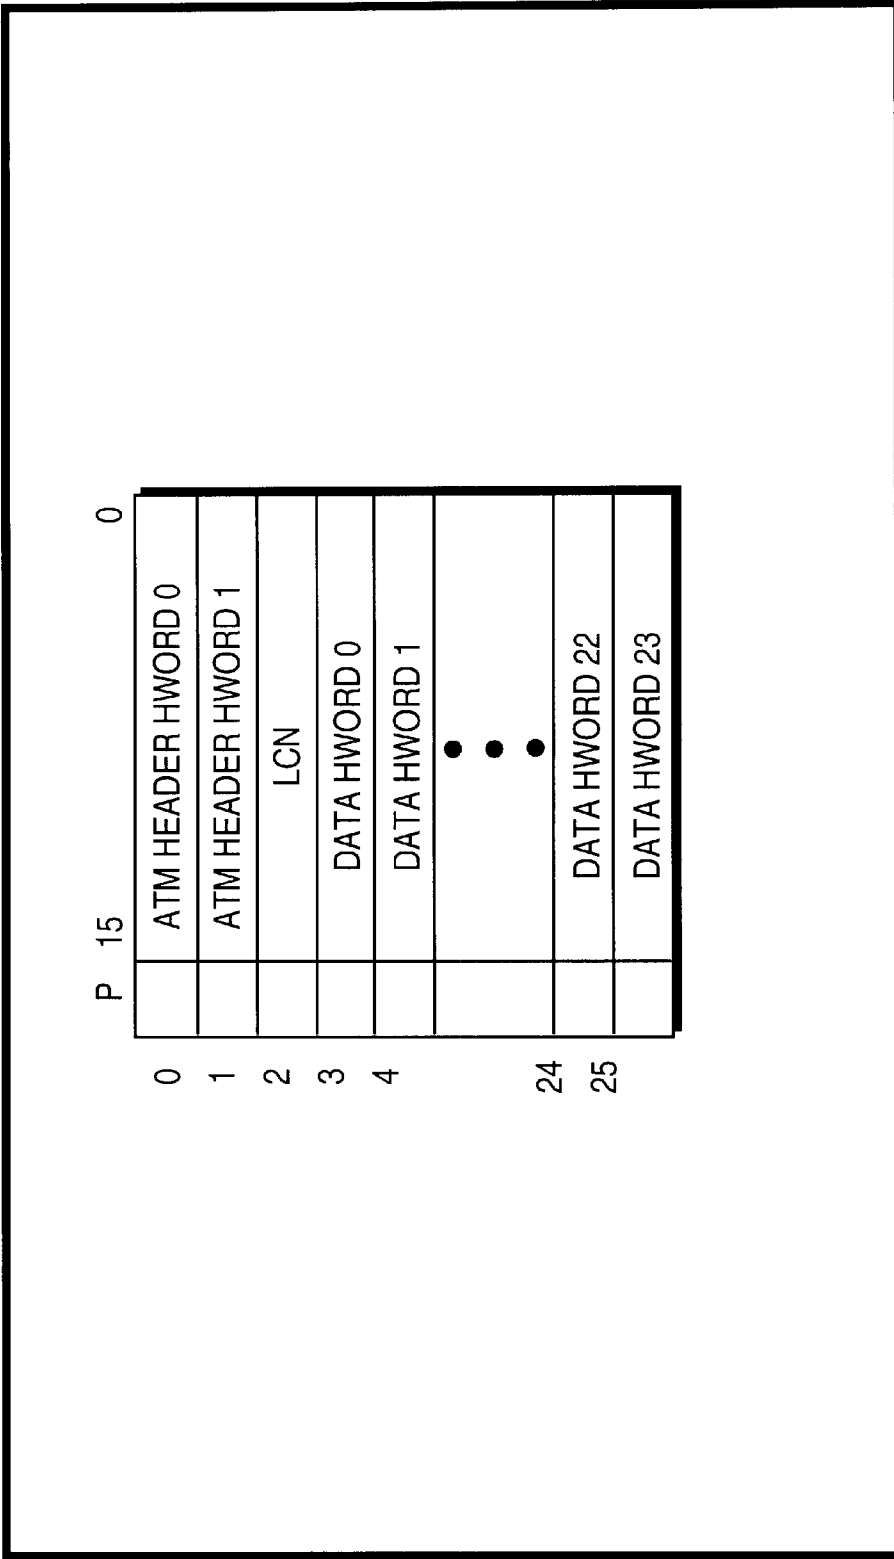 P 15 0
0 ATM HEADER HWORD 0
1 ATM HEADER HWORD 1
2 LCN
3 DATA HWORD 0
4 DATA HWORD 1
24 DATA HWORD 22
25 DATA HWORD 23